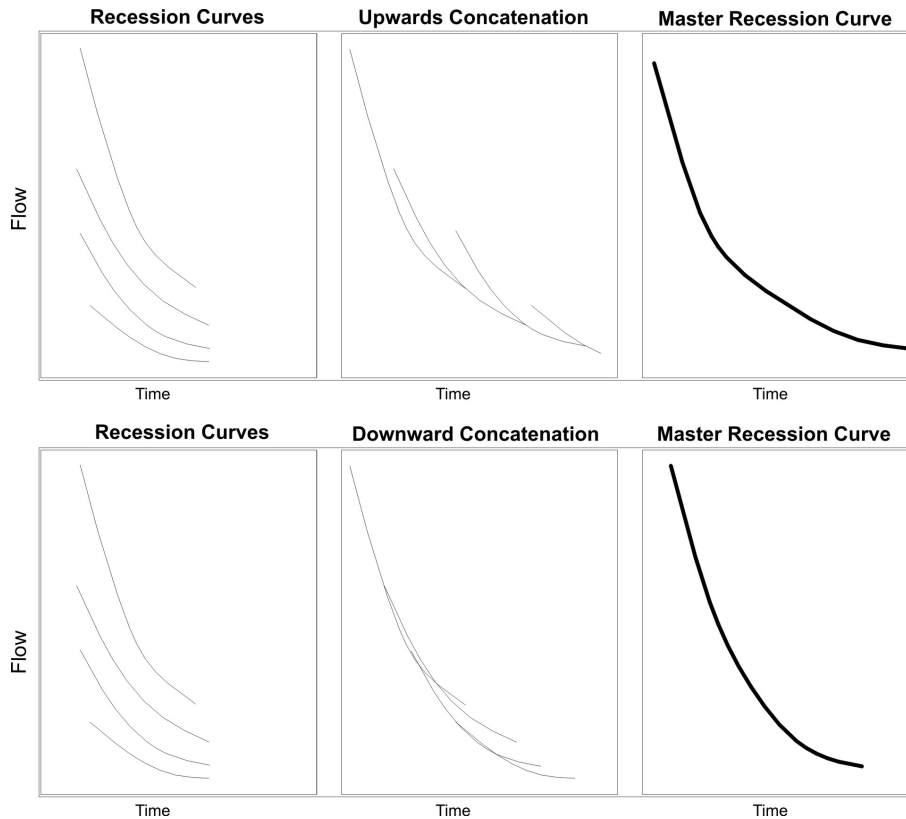 Recession Curves
Upwards Concatenation
Master Recession Curve
Flow
Time
Time
Time
Recession Curves
Downward Concatenation
Master Recession Curve
Flow
Time
Time
Time